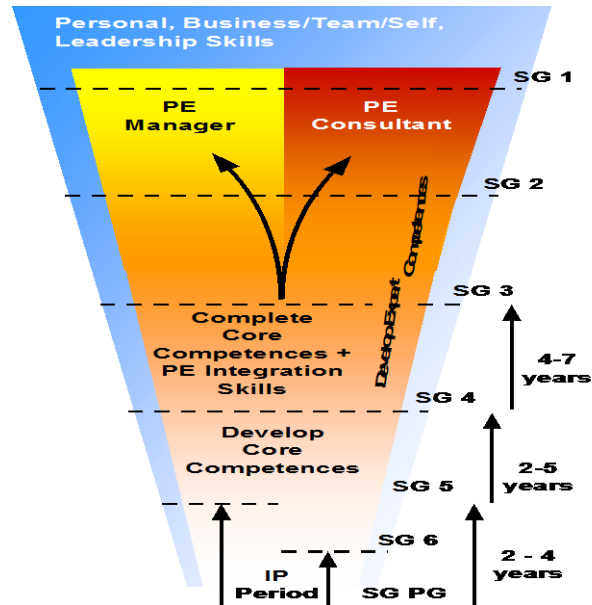 Personal, Business/Team/Self,
Leadership Skills
SG 1
PE
Manager
PE
Consultant
SG 2
Develop Expert Competences
SG 3
Complete
Core
Competences +
PE Integration
Skills
4-7
years
SG 4
Develop
Core
Competences
2-5
years
SG 5
SG 6
2 - 4
years
IP
Period
SG PG